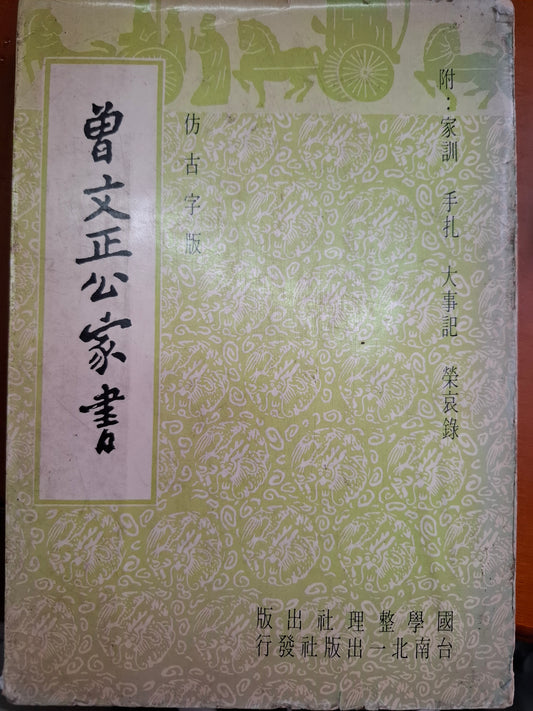 附：家訓 手扎 大事記 榮哀錄
仿古字版
曾文正公家書
國學整理社出版
台南北一出版社發行